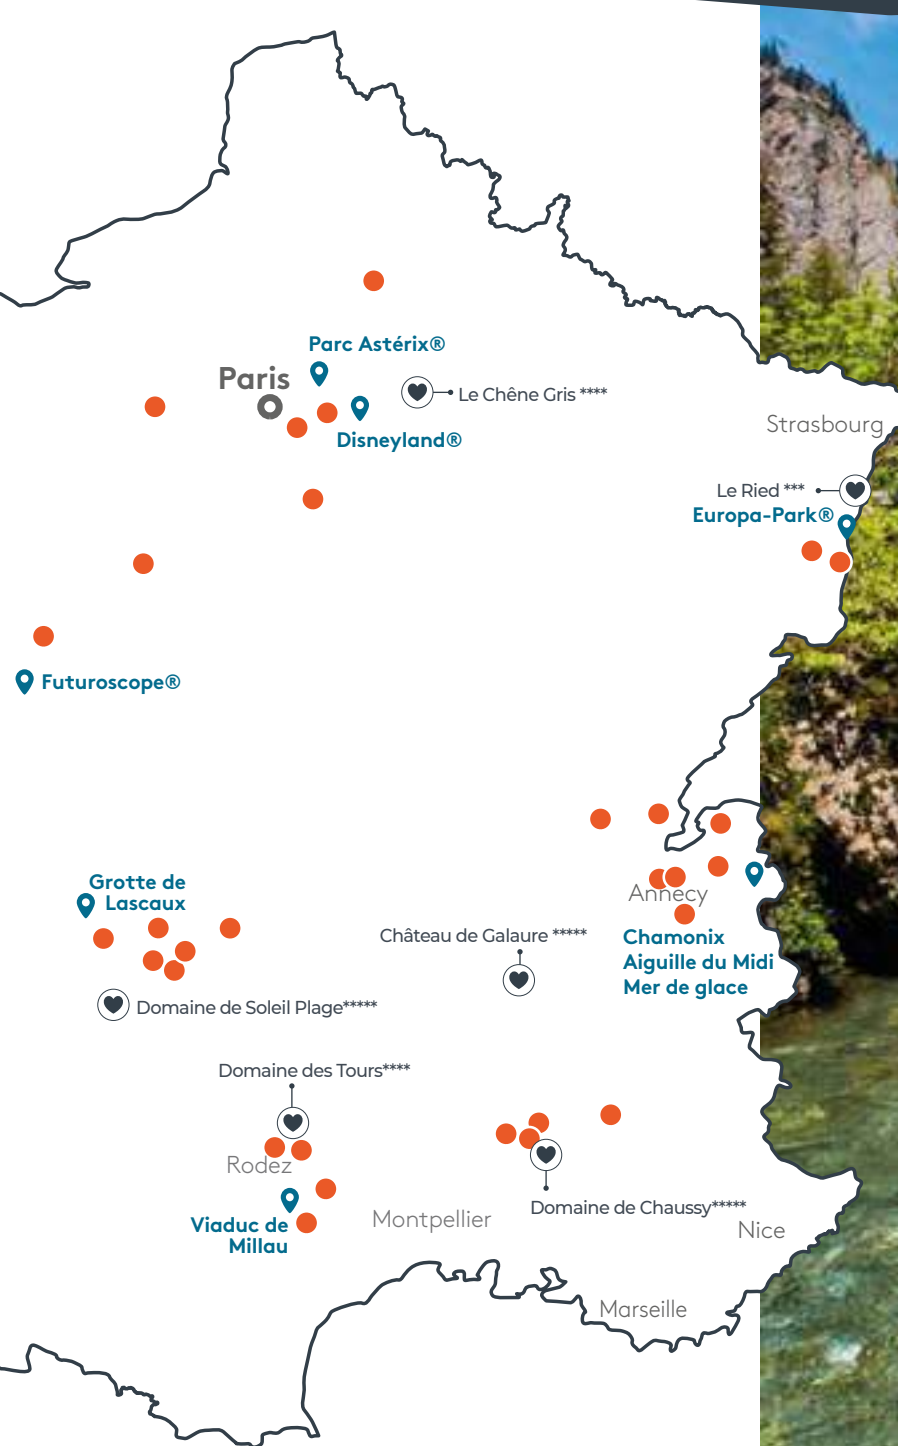 Parc Astérix®
Paris
Le Chêne Gris ****
Disneyland®
Strasbourg
Le Ried ***
Europa-Park®
Futuroscope®
Grotte de
Lascaux
Annecy
Château de Galaure *****
Chamonix
Aiguille du Midi
Mer de glace
Domaine de Soleil Plage*****
Domaine des Tours****
Rodez
Domaine de Chaussy*****
Viaduc de
Millau
Montpellier
Nice
Marseille